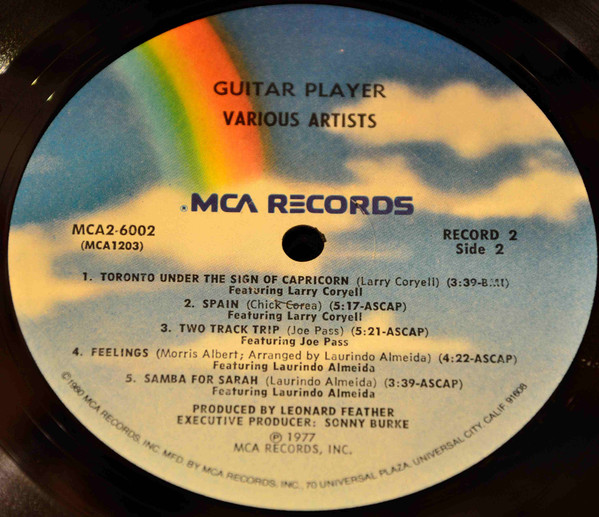 GUITAR PLAYER
VARIOUS ARTISTS
MCA RECORDS
MCA2-6002
(MCA1203)
RECORD 2
Side 2
1. TORONTO UNDER THE SIGN OF CAPRICORN (Larry Coryell) (3:39-BMI)
Featuring Larry Coryell
2. SPAIN (Chick Corea) (5:17-ASCAP)
Featuring Larry Coryell
3. TWO TRACK TRIP (Joe Pass) (5:21-ASCAP)
Featuring Joe Pass
4. FEELINGS (Morris Albert; Arranged by Laurindo Almeida) (4:22-ASCAP)
Featuring Laurindo Almeida
5. SAMBA FOR SARAH (Laurindo Almeida) (3:39-ASCAP)
Featuring Laurindo Almeida
PRODUCED BY LEONARD FEATHER
EXECUTIVE PRODUCER: SONNY BURKE
℗ 1977
MCA RECORDS, INC.
©1980 MCA RECORDS, INC. MFD. BY MCA RECORDS, INC., 70 UNIVERSAL PLAZA, UNIVERSAL CITY, CALIF. 91608